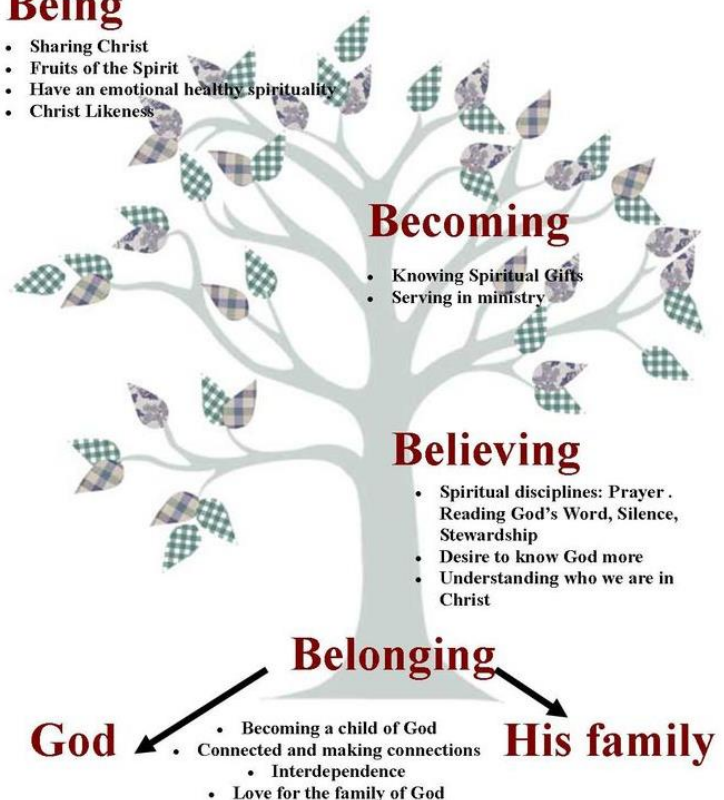 Being
• Sharing Christ
• Fruits of the Spirit
• Have an emotional healthy spirituality
• Christ Likeness
Becoming
• Knowing Spiritual Gifts
• Serving in ministry
Believing
• Spiritual disciplines: Prayer .
Reading God's Word, Silence,
Stewardship
• Desire to know God more
• Understanding who we are in
Christ
Belonging
God
• Becoming a child of God
• Connected and making connections
• Interdependence
• Love for the family of God
His family